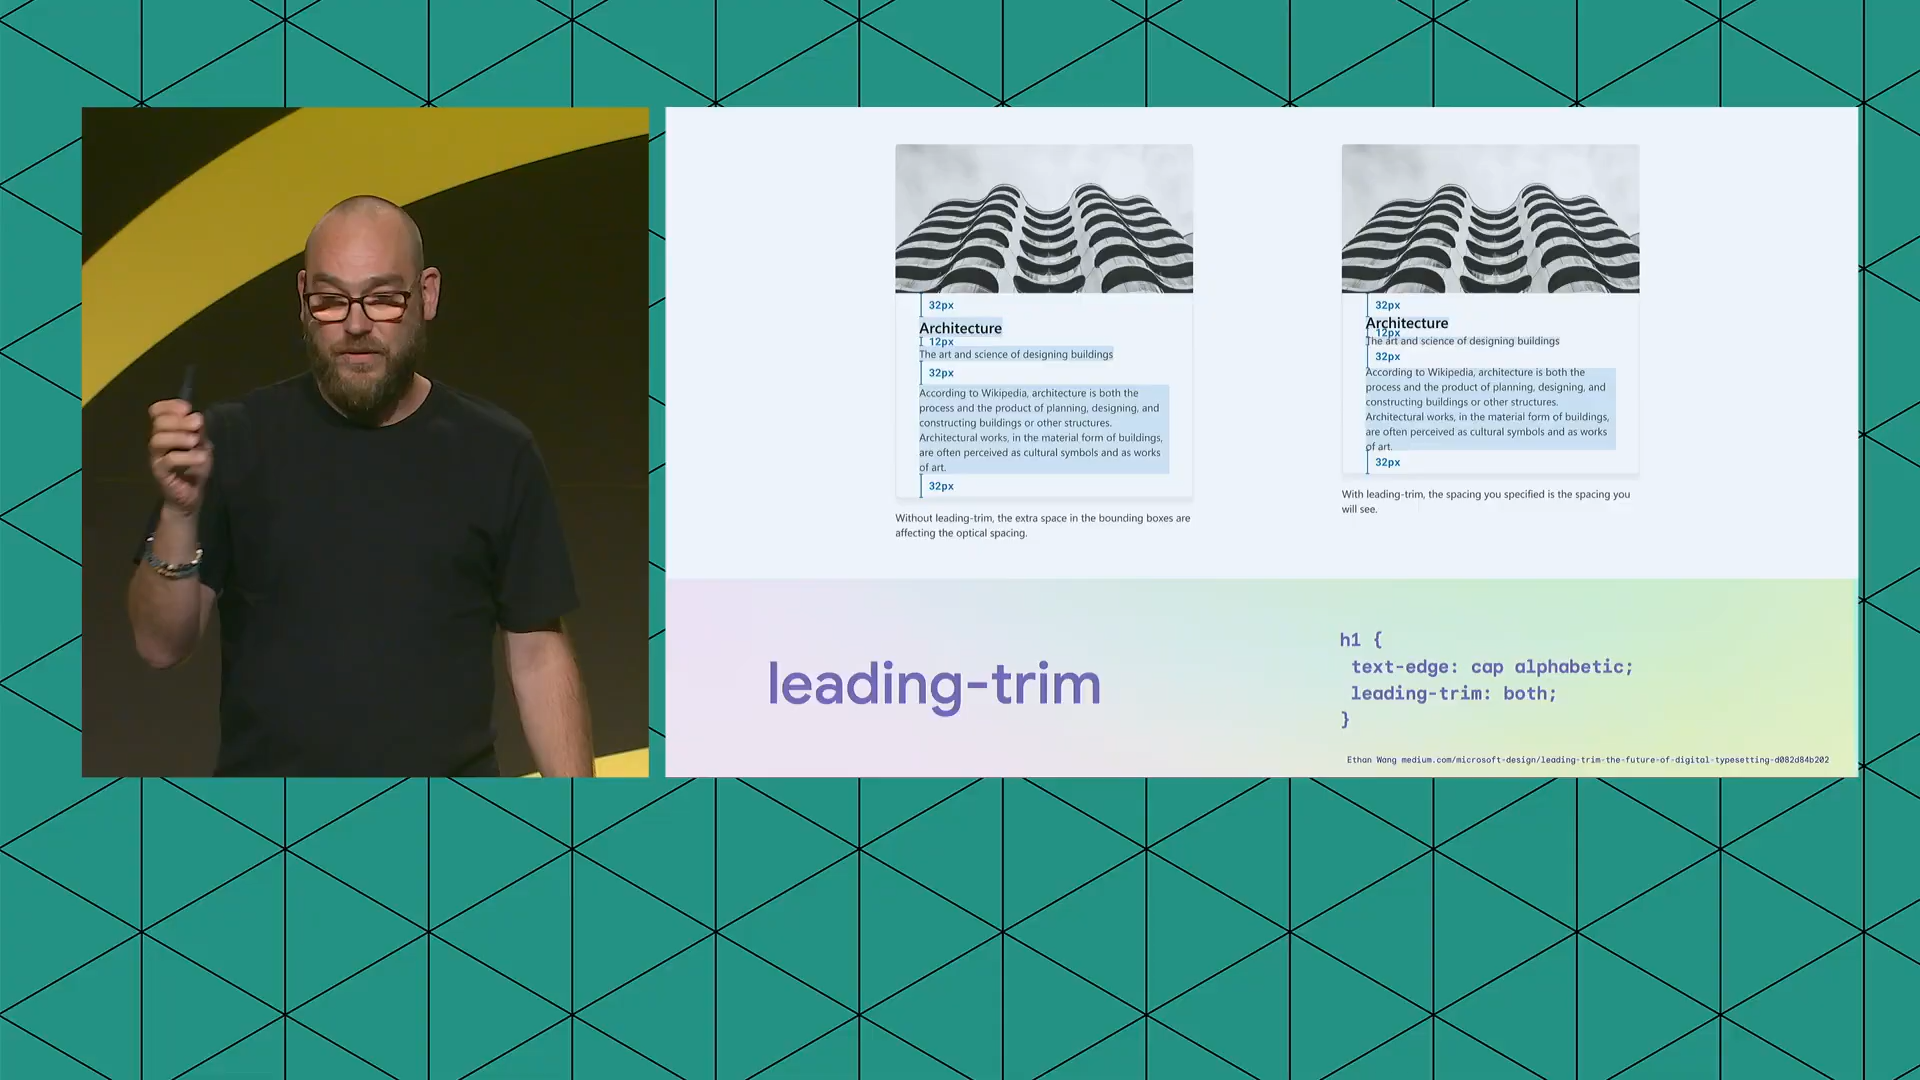 32px
Architecture
12px
The art and science of designing buildings
32px
According to Wikipedia, architecture is both the
process and the product of planning, designing, and
constructing buildings or other structures.
Architectural works, in the material form of buildings,
are often perceived as cultural symbols and as works
of art.
32px
Without leading-trim, the extra space in the bounding boxes are
affecting the optical spacing.
32px
Architecture
12px
The art and science of designing buildings
32px
According to Wikipedia, architecture is both the
process and the product of planning, designing, and
constructing buildings or other structures.
Architectural works, in the material form of buildings,
are often perceived as cultural symbols and as works
of art.
32px
With leading-trim, the spacing you specified is the spacing you
will see.
leading-trim
h1 {
text-edge: cap alphabetic;
leading-trim: both;
}
Ethan Wang medium.com/microsoft-design/leading-trim-the-future-of-digital-typesetting-d082d84b202